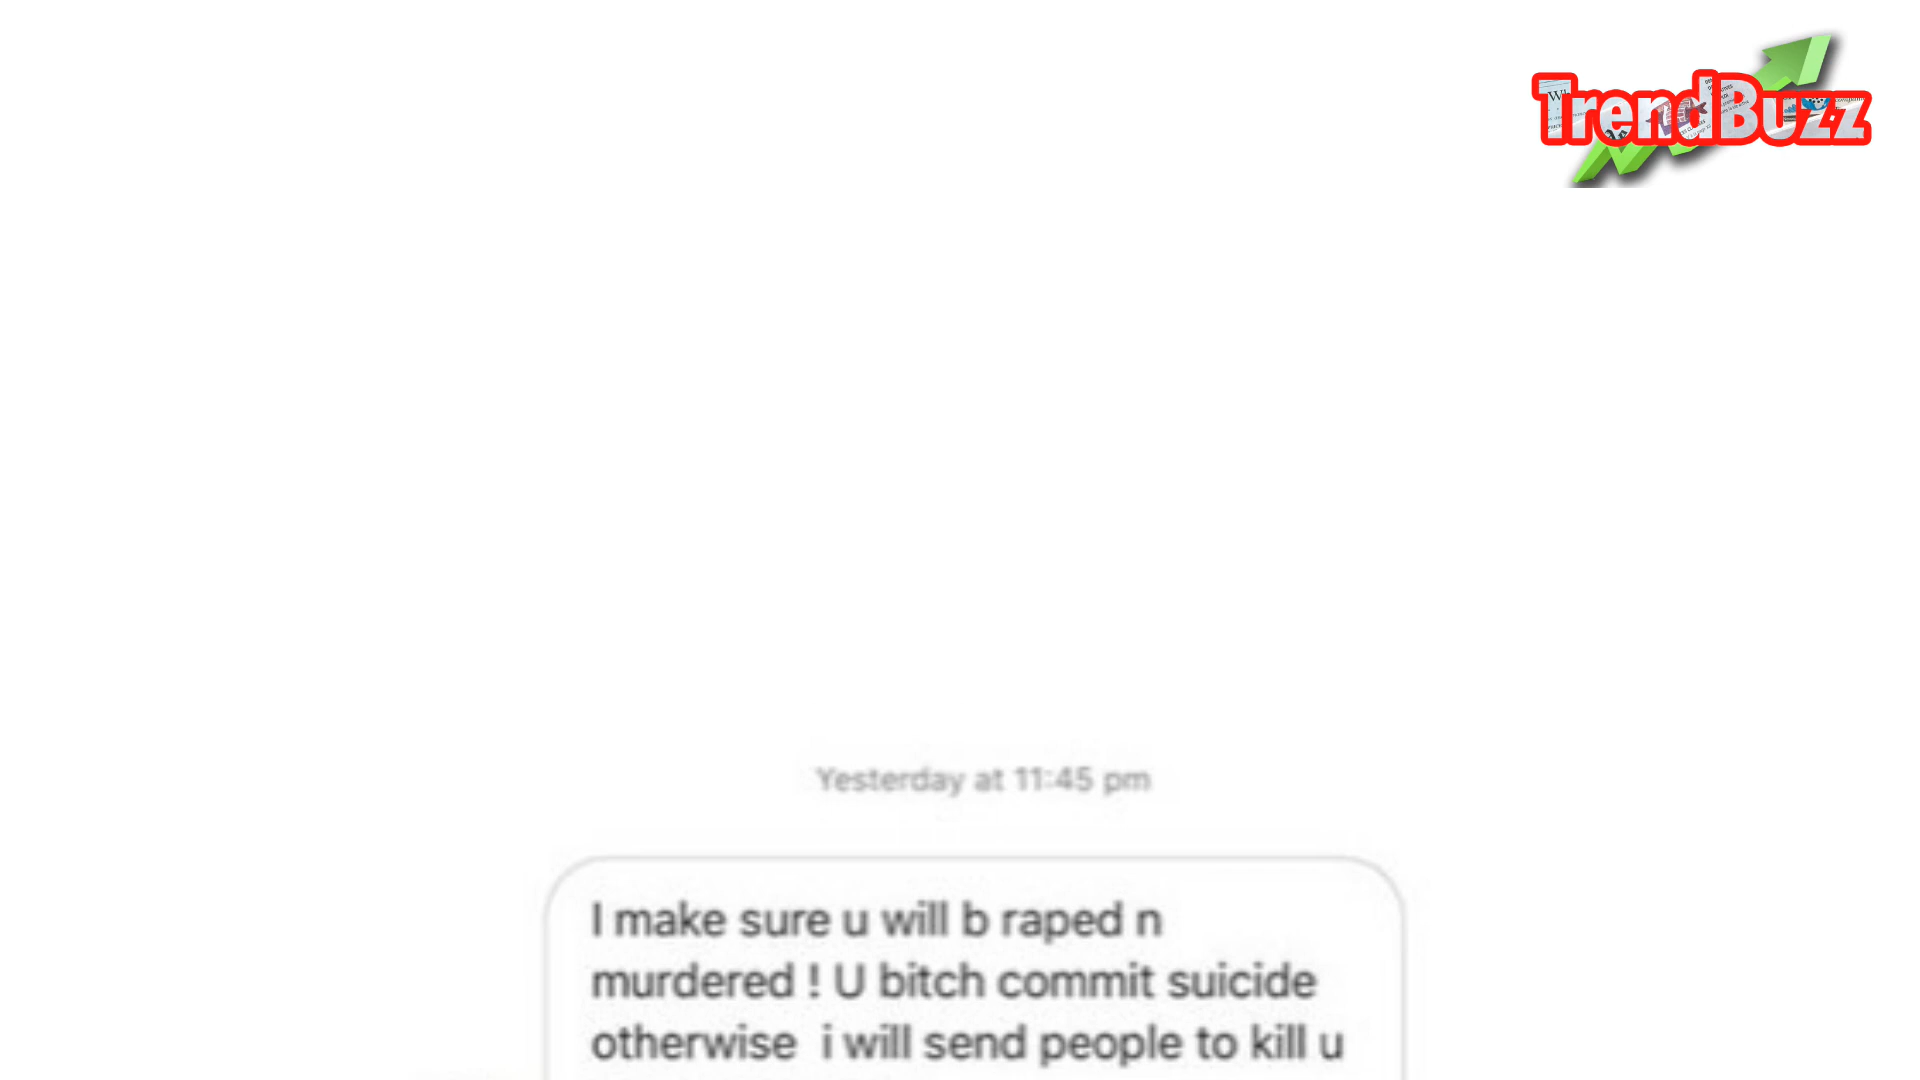 TrendBuzz
Yesterday at 11:45 pm
I make sure u will b raped n
murdered ! U bitch commit suicide
otherwise i will send people to kill u